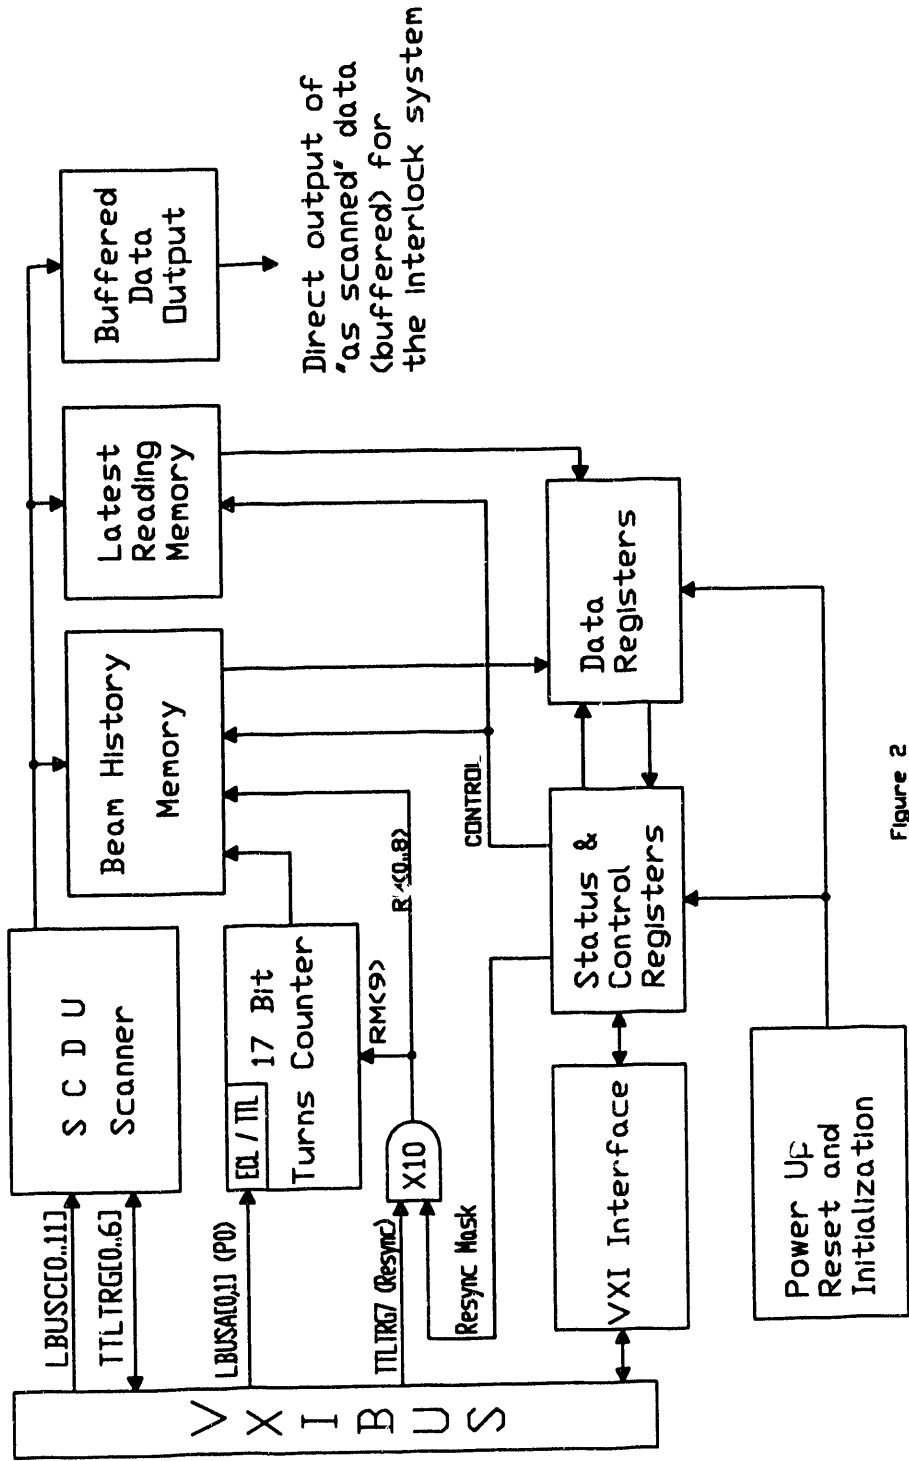 VXIBUS
LBUSC[0..11]
TTLTRG[0..6]
LBUSA[0,1] (P0)
TTLTRG7 (Resync)
Resync Mask
S C D U
Scanner
ECL / TTL
17 Bit
Turns Counter
X10
RM<9>
CONTROL
Beam History
Memory
Latest
Reading
Memory
Buffered
Data
Output
Direct output of
'as scanned' data
(buffered) for
the interlock system
VXI Interface
Status &
Control
Registers
Data
Registers
Power Up
Reset and
Initialization
Figure 2